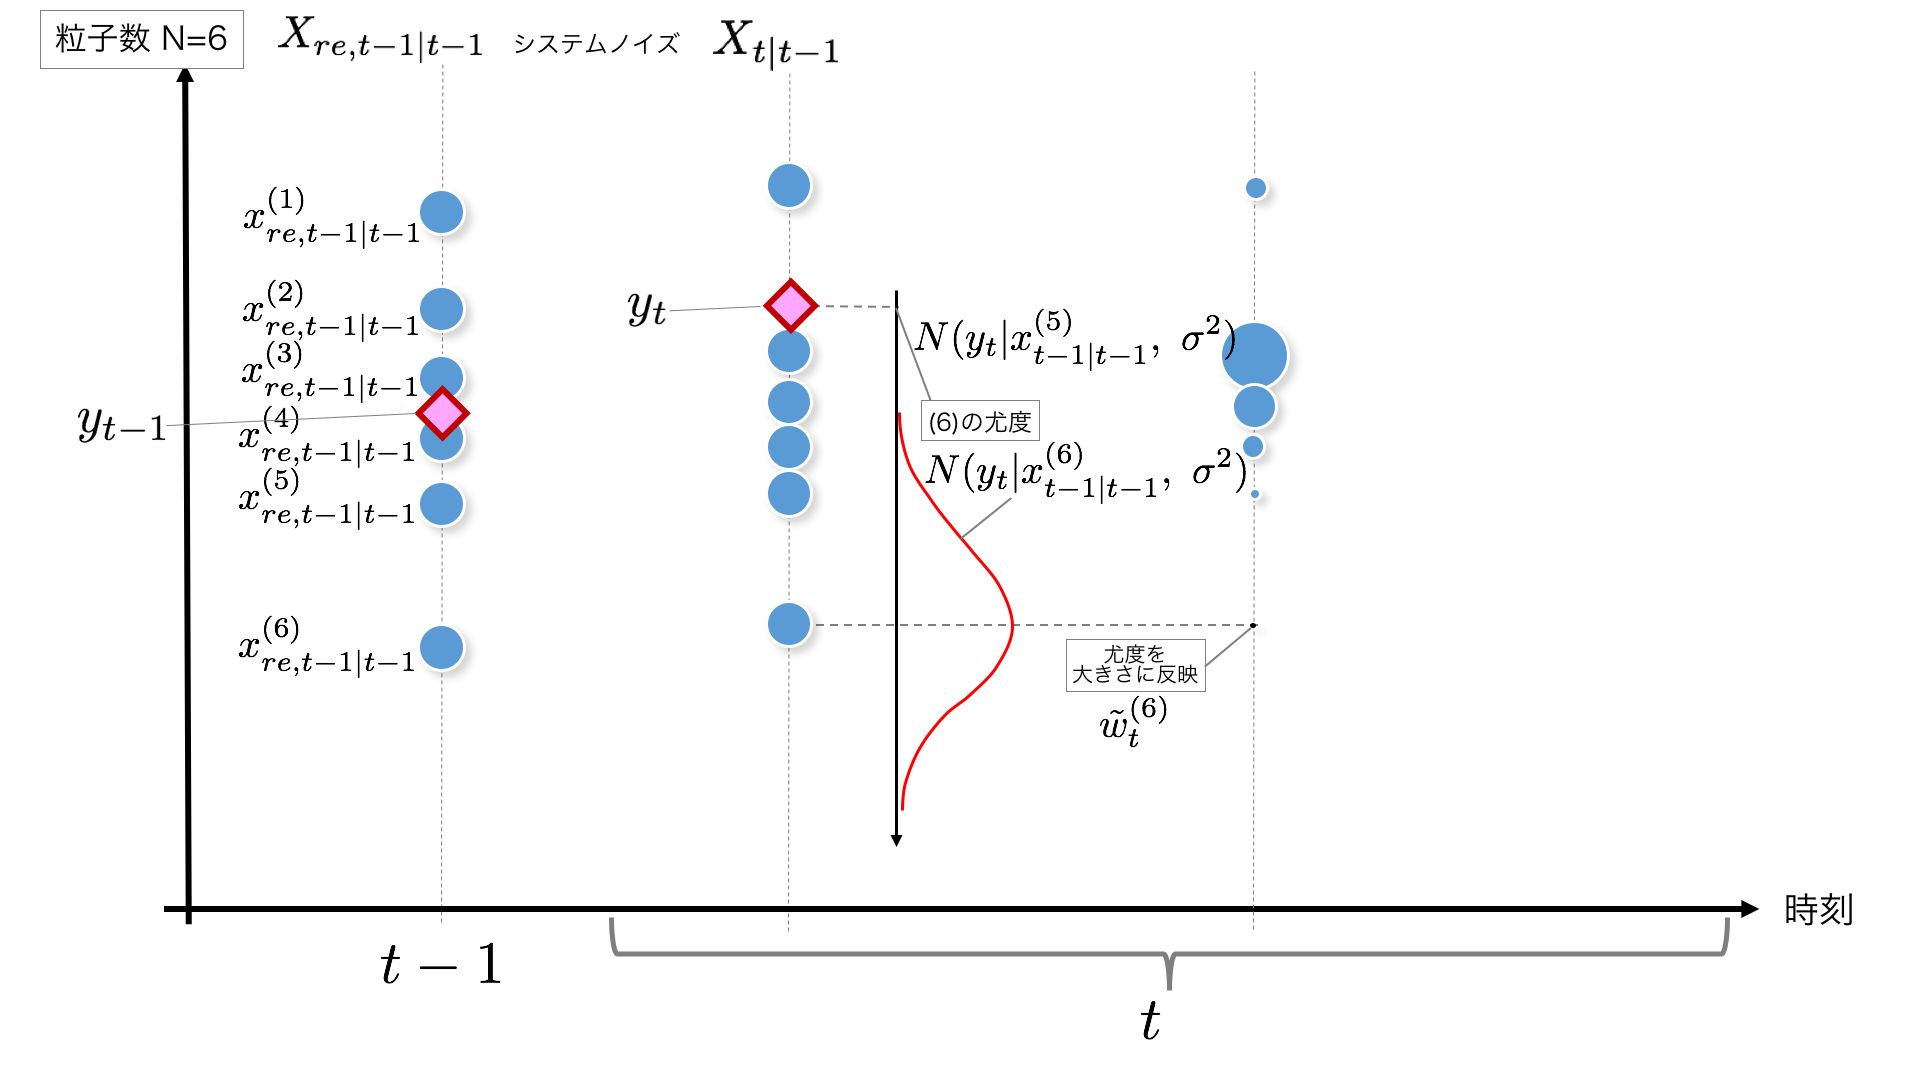 粒子数 N=6
$X_{re,t-1|t-1}$
システムノイズ
$X_{t|t-1}$
$x^{(1)}_{re,t-1|t-1}$
$x^{(2)}_{re,t-1|t-1}$
$x^{(3)}_{re,t-1|t-1}$
$y_{t-1}$
$x^{(4)}_{re,t-1|t-1}$
$x^{(5)}_{re,t-1|t-1}$
$x^{(6)}_{re,t-1|t-1}$
$y_t$
$N(y_t|x^{(5)}_{t-1|t-1},\ \sigma^2)$
(6)の尤度
$N(y_t|x^{(6)}_{t-1|t-1},\ \sigma^2)$
尤度を
大きさに反映
$\tilde{w}^{(6)}_t$
時刻
$t-1$
$t$